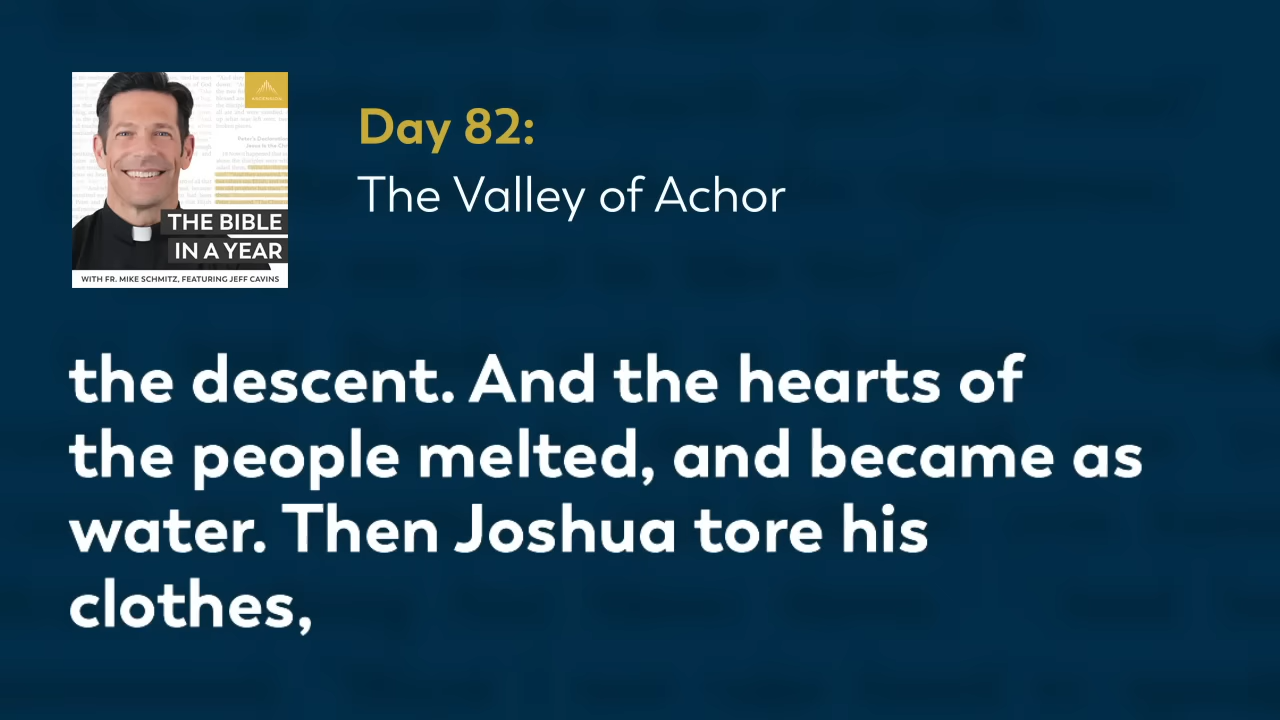 Day 82:
The Valley of Achor
THE BIBLE
IN A YEAR
WITH FR. MIKE SCHMITZ, FEATURING JEFF CAVINS
the descent. And the hearts of
the people melted, and became as
water. Then Joshua tore his
clothes,